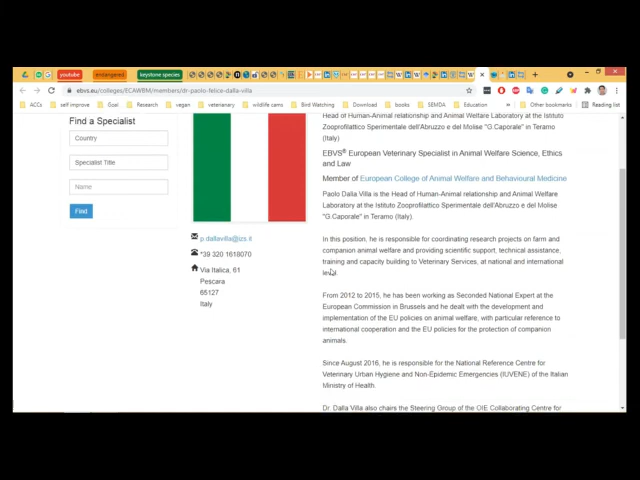 youtube
endangered
keystone species
ebvs.eu/colleges/ECAWBM/members/dr-paolo-felice-dalla-villa
ACCs self improve Goal Research vegan veterianary wildlife cams Bird Watching Download books SEMDA Education » Other bookmarks Reading list
Find a Specialist
Country
Specialist Title
Name
Find
p.dallavilla@izs.it
*39 320 1618070
Via Italia, 61
Pescara
65127
Italy
Head of Human-Animal relationship and Animal Welfare Laboratory at the Istituto
Zooprofilattico Sperimentale dell'Abruzzo e del Molise "G.Caporale" in Teramo
(Italy)
EBVS® European Veterinary Specialist in Animal Welfare Science, Ethics
and Law
Member of European College of Animal Welfare and Behavioural Medicine
Paolo Dalla Villa is the Head of Human-Animal relationship and Animal Welfare
Laboratory at the Istituto Zooprofilattico Sperimentale dell'Abruzzo e del Molise
"G.Caporale" in Teramo (Italy).
In this position, he is responsible for coordinating research projects on farm and
companion animal welfare and providing scientific support, technical assistance,
training and capacity building to Veterinary Services, at national and international
level.
From 2012 to 2015, he has been working as Seconded National Expert at the
European Commission in Brussels and he dealt with the development and
implementation of the EU policies on animal welfare, with particular reference to
international cooperation and the EU policies for the protection of companion
animals.
Since August 2016, he is responsible for the National Reference Centre for
Veterinary Urban Hygiene and Non-Epidemic Emergencies (IUVENE) of the Italian
Ministry of Health.
Dr. Dalla Villa also chairs the Steering Group of the OIE Collaborating Centre for